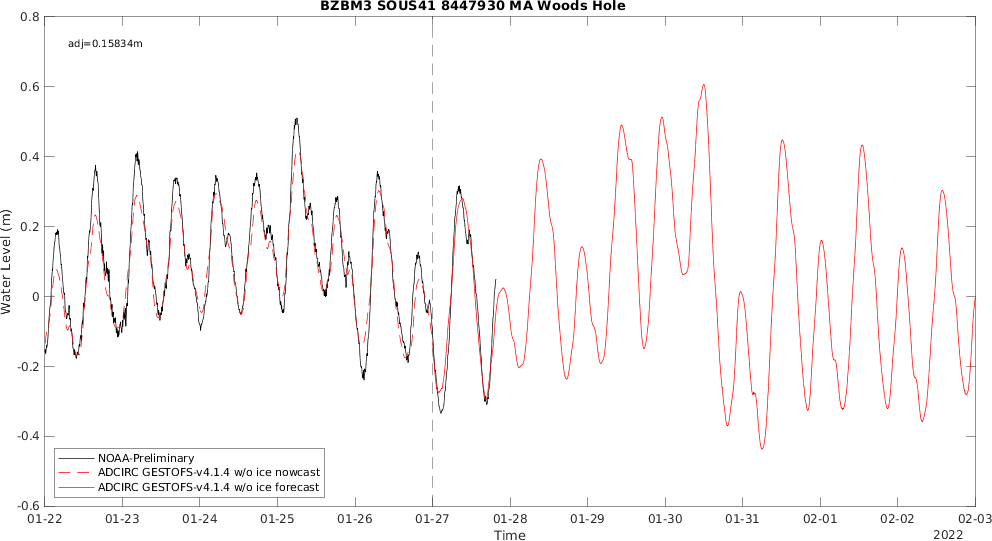 BZBM3 SOUS41 8447930 MA Woods Hole
adj=0.15834m
0.8
0.6
0.4
0.2
0
-0.2
-0.4
-0.6
Water Level (m)
NOAA-Preliminary
ADCIRC GESTOFS-v4.1.4 w/o ice nowcast
ADCIRC GESTOFS-v4.1.4 w/o ice forecast
01-22 01-23 01-24 01-25 01-26 01-27 01-28 01-29 01-30 01-31 02-01 02-02 02-03
Time
2022